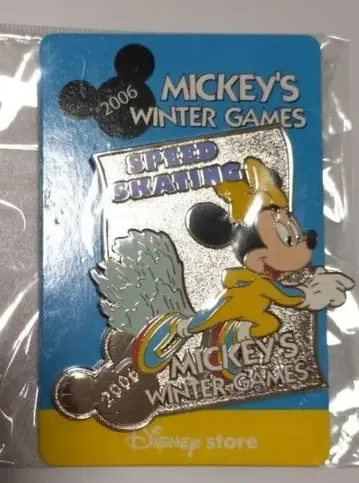 2006
MICKEY'S
WINTER GAMES
SPEED
SKATING
MICKEY'S
2006
WINTER GAMES
Disney store